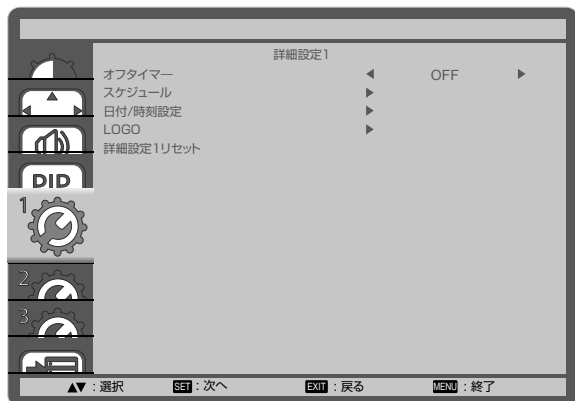 詳細設定1
オフタイマー ◀ OFF ▶
スケジュール ▶
日付/時刻設定 ▶
LOGO ▶
詳細設定1リセット
PIP
1
2
3
▲▼ : 選択 SET : 次へ EXIT : 戻る MENU : 終了